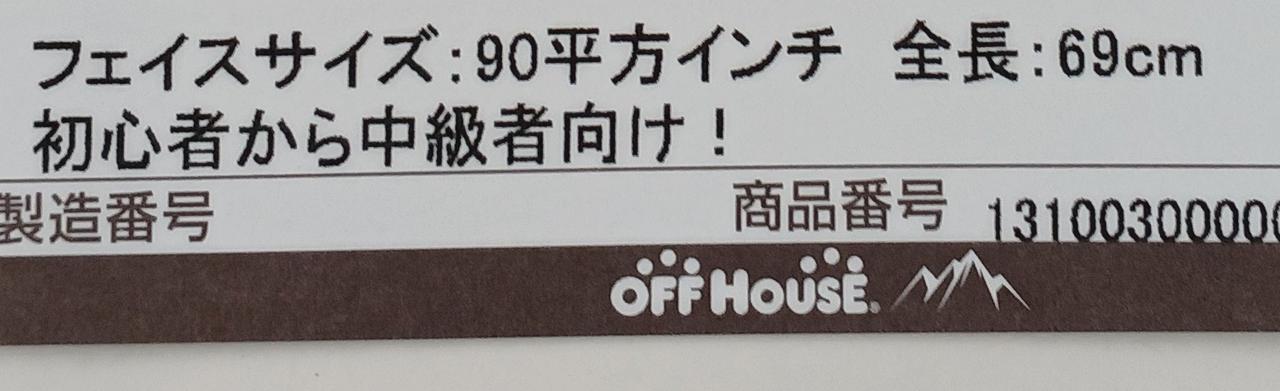 フェイスサイズ:90平方インチ 全長:69cm
初心者から中級者向け!
製造番号 商品番号 13100300000
OFF HOUSE